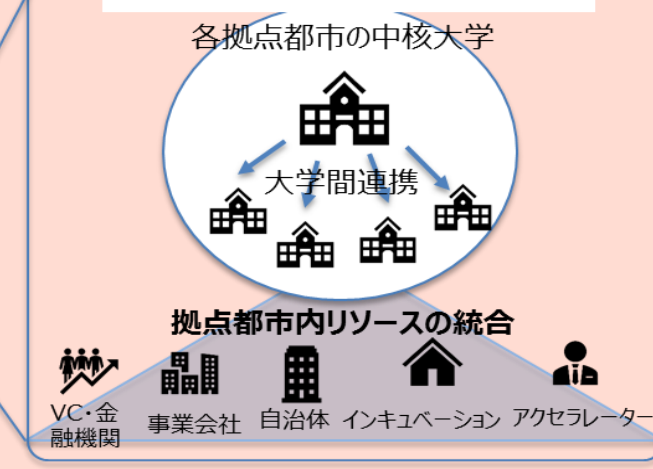 各拠点都市の中核大学
大学間連携
拠点都市内リソースの統合
VC・金
融機関
事業会社
自治体
インキュベーション
アクセラレーター